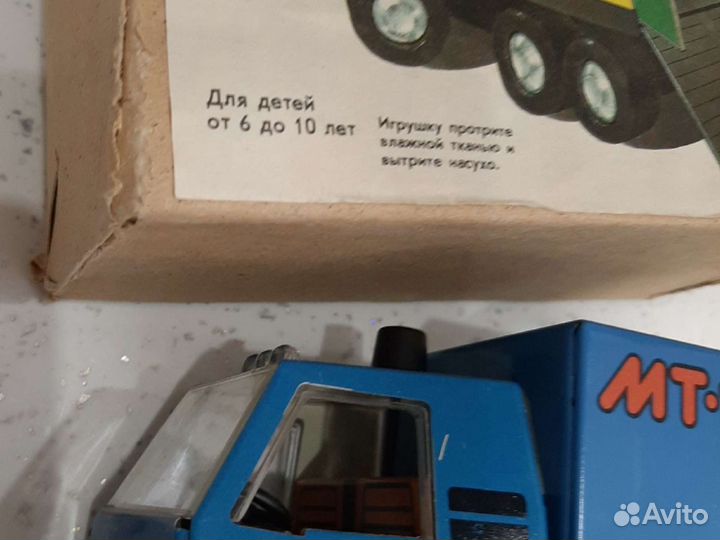 Для детей
от 6 до 10 лет
Игрушку протрите
влажной тканью и
вытрите насухо.
МТ-
Avito